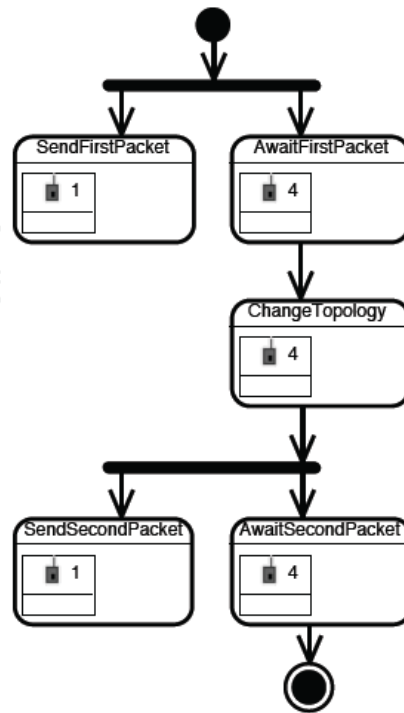 SendFirstPacket
1
AwaitFirstPacket
4
ChangeTopology
4
SendSecondPacket
1
AwaitSecondPacket
4